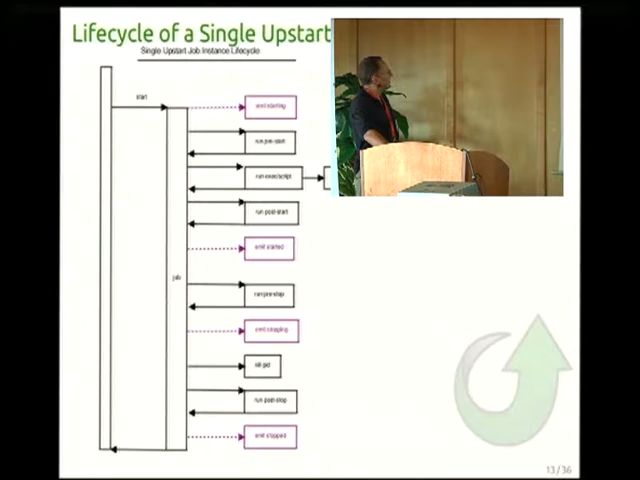 Lifecycle of a Single Upstart
Single Upstart Job Instance Lifecycle
start
emit starting
run pre-start
run exec/script
run post-start
emit started
job
run pre-stop
emit stopping
kill pid
run post-stop
emit stopped
13/36